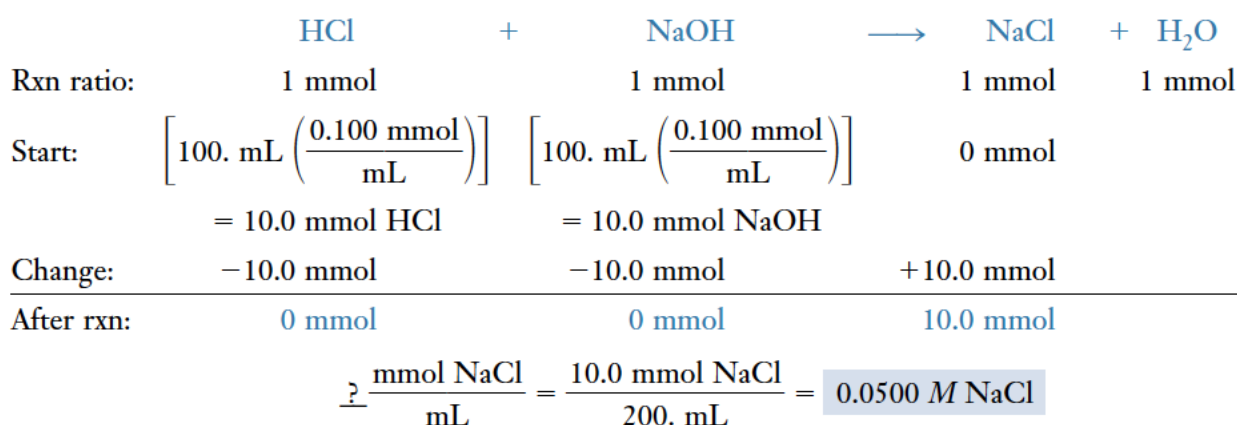 HCl + NaOH ⟶ NaCl + H₂O
Rxn ratio: 1 mmol 1 mmol 1 mmol 1 mmol
Start: [100. mL (0.100 mmol / mL)] [100. mL (0.100 mmol / mL)] 0 mmol
= 10.0 mmol HCl = 10.0 mmol NaOH
Change: −10.0 mmol −10.0 mmol +10.0 mmol
After rxn: 0 mmol 0 mmol 10.0 mmol
? mmol NaCl / mL = 10.0 mmol NaCl / 200. mL = 0.0500 M NaCl